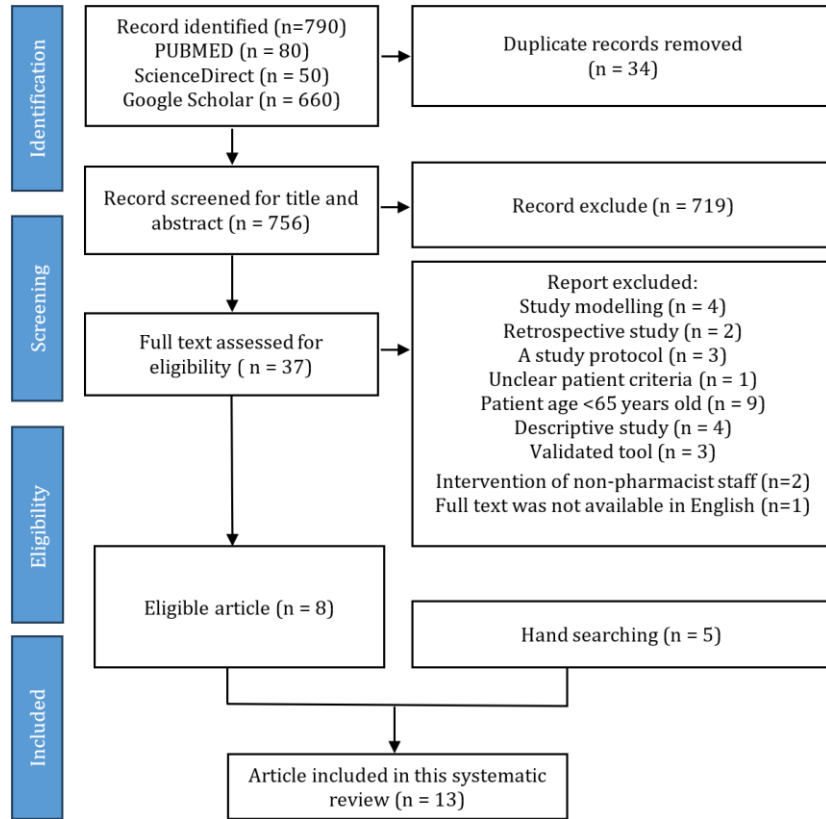 Identification
Record identified (n=790)
PUBMED (n = 80)
ScienceDirect (n = 50)
Google Scholar (n = 660)
Duplicate records removed
(n = 34)
Screening
Record screened for title and
abstract (n = 756)
Record exclude (n = 719)
Full text assessed for
eligibility ( n = 37)
Report excluded:
Study modelling (n = 4)
Retrospective study (n = 2)
A study protocol (n = 3)
Unclear patient criteria (n = 1)
Patient age <65 years old (n = 9)
Descriptive study (n = 4)
Validated tool (n = 3)
Intervention of non-pharmacist staff (n=2)
Full text was not available in English (n=1)
Eligibility
Eligible article (n = 8)
Hand searching (n = 5)
Included
Article included in this systematic
review (n = 13)